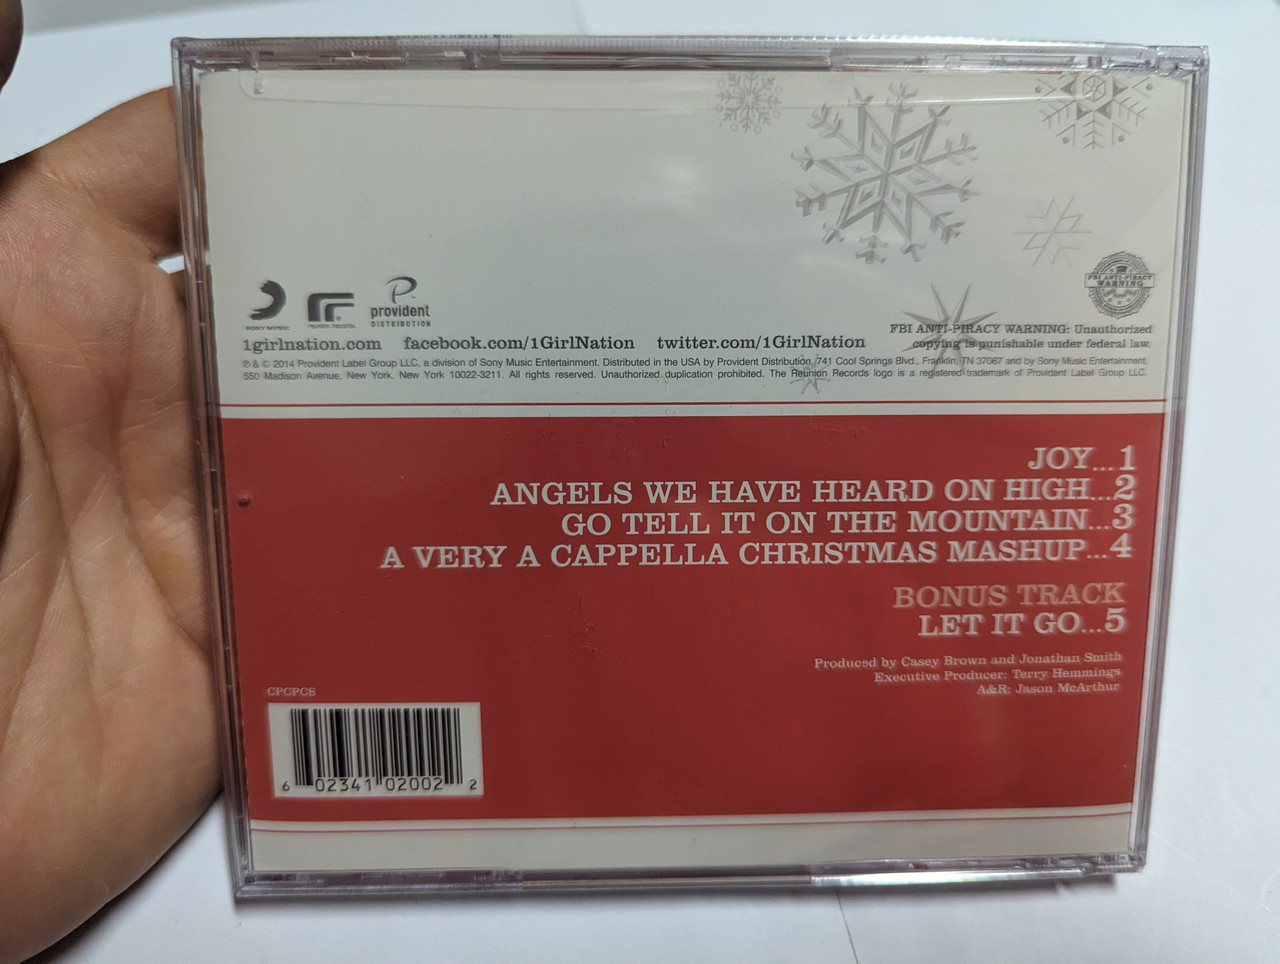 SONY MUSIC
reunion records
provident
DISTRIBUTION
FBI ANTI-PIRACY
WARNING
1girlnation.com facebook.com/1GirlNation twitter.com/1GirlNation
FBI ANTI-PIRACY WARNING: Unauthorized
copying is punishable under federal law.
℗ & © 2014 Provident Label Group LLC, a division of Sony Music Entertainment. Distributed in the USA by Provident Distribution, 741 Cool Springs Blvd., Franklin, TN 37067 and by Sony Music Entertainment,
550 Madison Avenue, New York, New York 10022-3211. All rights reserved. Unauthorized duplication prohibited. The Reunion Records logo is a registered trademark of Provident Label Group LLC.
JOY...1
ANGELS WE HAVE HEARD ON HIGH...2
GO TELL IT ON THE MOUNTAIN...3
A VERY A CAPPELLA CHRISTMAS MASHUP...4
BONUS TRACK
LET IT GO...5
Produced by Casey Brown and Jonathan Smith
Executive Producer: Terry Hemmings
A&R: Jason McArthur
CPCPCS
6 02341 02002 2